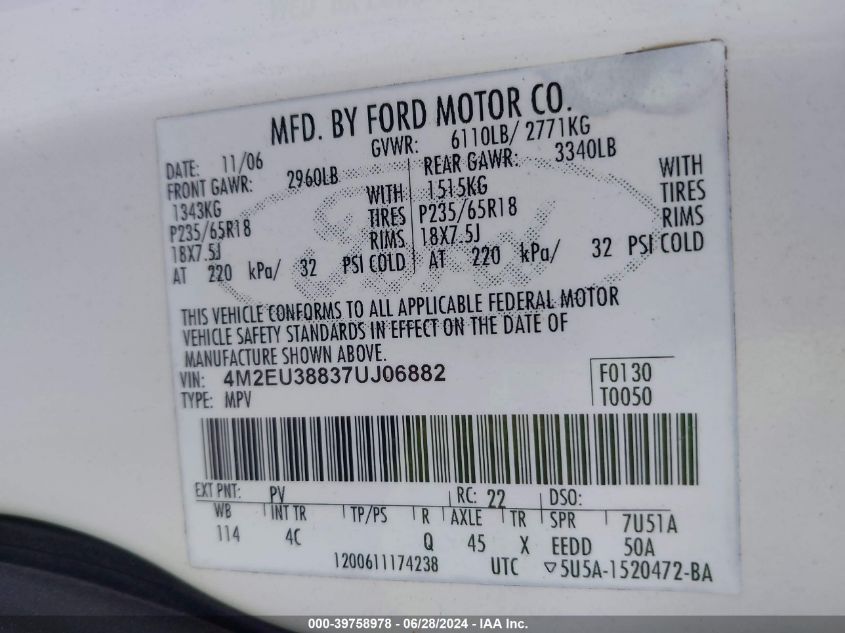 MFD. BY FORD MOTOR CO.
DATE: 11/06 GVWR: 6110LB/ 2771KG
FRONT GAWR: 2960LB REAR GAWR: 3340LB
1343KG WITH 1515KG WITH
P235/65R18 TIRES P235/65R18 TIRES
18X7.5J RIMS 18X7.5J RIMS
AT 220 kPa/ 32 PSI COLD AT 220 kPa/ 32 PSI COLD
THIS VEHICLE CONFORMS TO ALL APPLICABLE FEDERAL MOTOR
VEHICLE SAFETY STANDARDS IN EFFECT ON THE DATE OF
MANUFACTURE SHOWN ABOVE.
VIN: 4M2EU38837UJ06882 F0130
TYPE: MPV T0050
EXT PNT: PV RC: 22 DSO:
WB INT TR TP/PS R AXLE TR SPR 7U51A
114 4C Q 45 X EEDD 50A
1200611174238 UTC ▽5U5A-1520472-BA
000-39758978 - 06/28/2024 - IAA Inc.